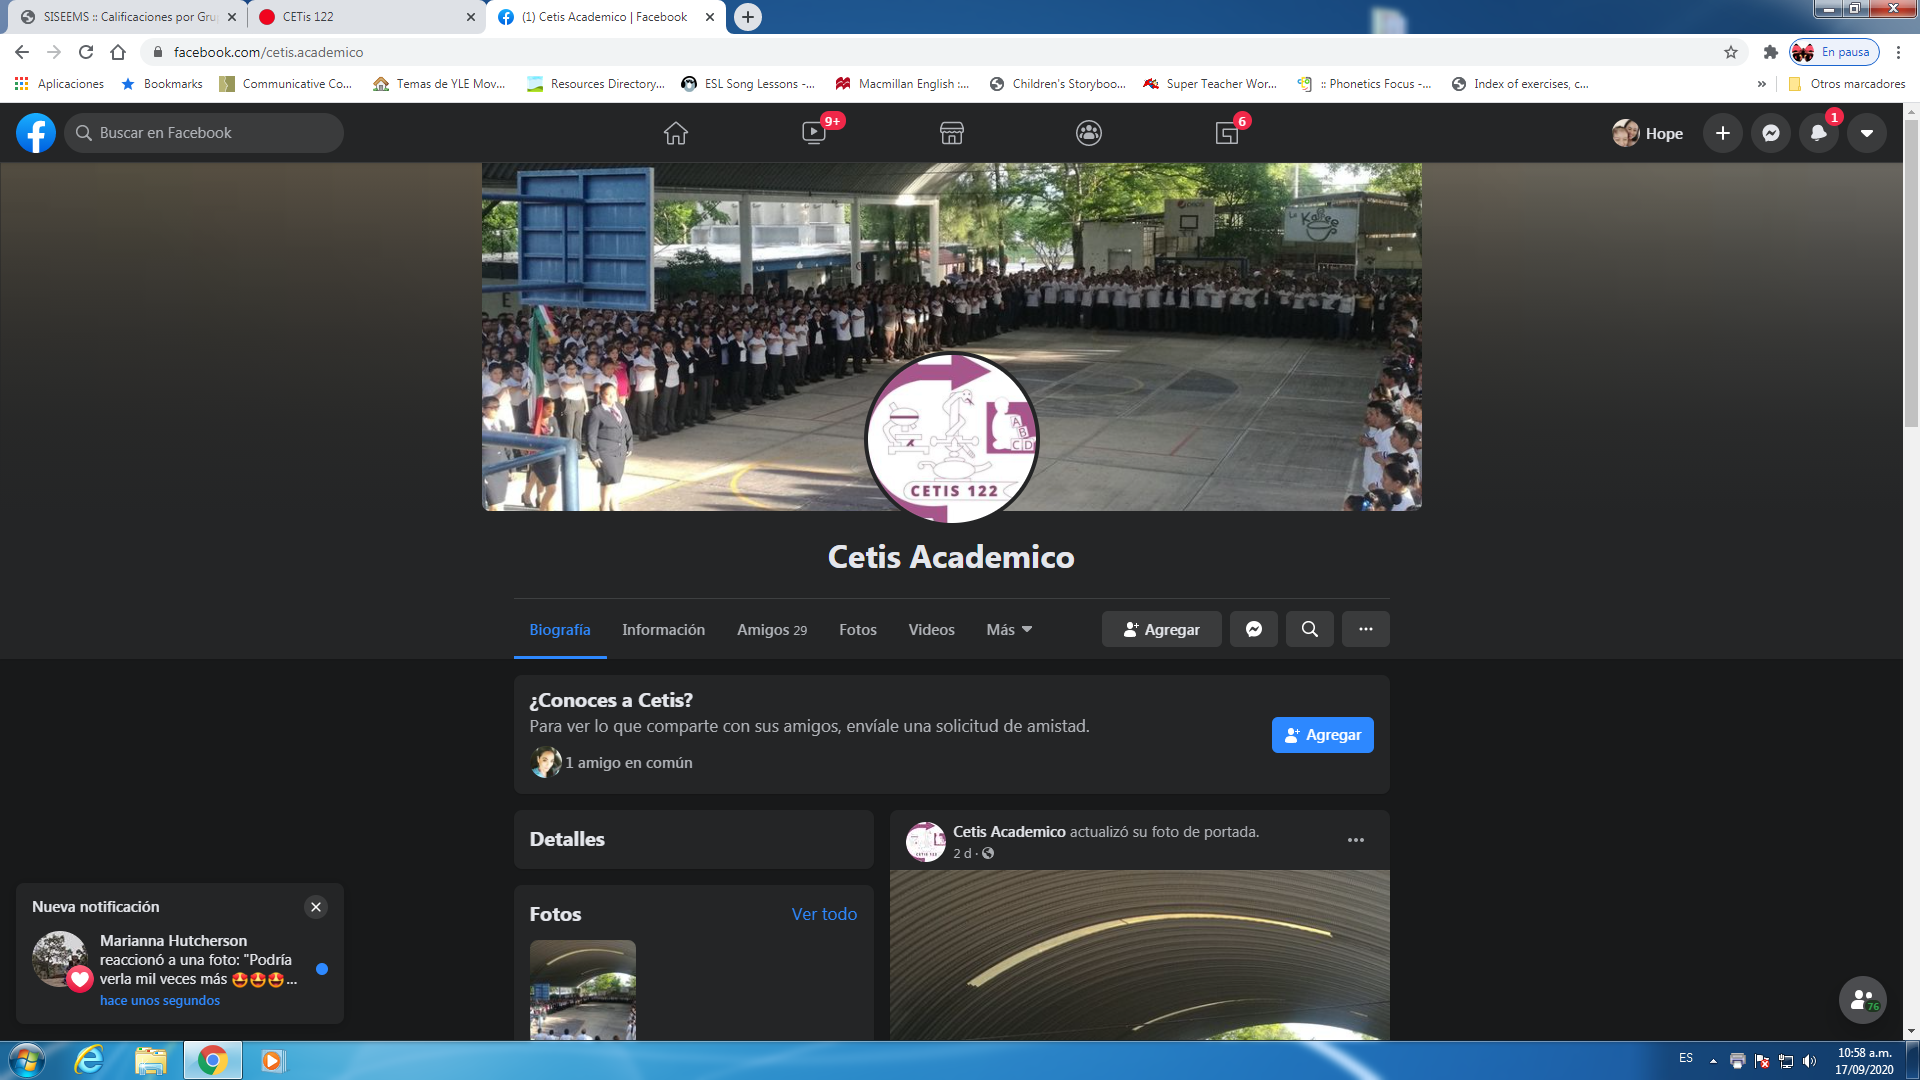 SISEEMS :: Calificaciones por Gru
CETis 122
(1) Cetis Academico | Facebook
facebook.com/cetis.academico
En pausa
Aplicaciones
Bookmarks
Communicative Co...
Temas de YLE Mov...
Resources Directory...
ESL Song Lessons -...
Macmillan English :...
Children's Storyboo...
Super Teacher Wor...
:: Phonetics Focus -...
Index of exercises, c...
»
Otros marcadores
Buscar en Facebook
9+
6
Hope
1
La Kaffee
A
B
C D
CETIS 122
Cetis Academico
Biografía
Información
Amigos 29
Fotos
Videos
Más
Agregar
¿Conoces a Cetis?
Para ver lo que comparte con sus amigos, envíale una solicitud de amistad.
1 amigo en común
Agregar
Detalles
Cetis Academico actualizó su foto de portada.
2 d ·
Fotos
Ver todo
Nueva notificación
Marianna Hutcherson
reaccionó a una foto: "Podría
verla mil veces más 🤩🤩🤩...
hace unos segundos
76
ES
10:58 a.m.
17/09/2020